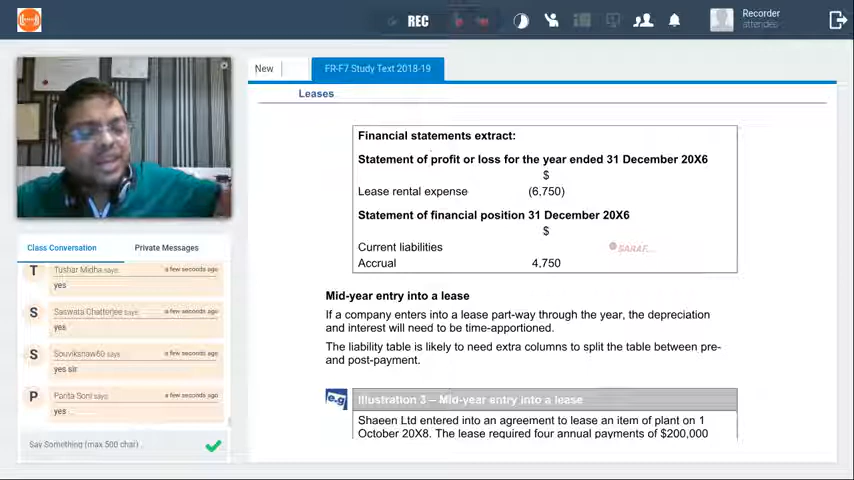 REC
Recorder
attendee
New
FR-F7 Study Text 2018-19
Leases
Financial statements extract:
Statement of profit or loss for the year ended 31 December 20X6
$
Lease rental expense (6,750)
Statement of financial position 31 December 20X6
$
Current liabilities
SARAF...
Accrual 4,750
Mid-year entry into a lease
If a company enters into a lease part-way through the year, the depreciation
and interest will need to be time-apportioned.
The liability table is likely to need extra columns to split the table between pre-
and post-payment.
e.g
Illustration 3 – Mid-year entry into a lease
Shaeen Ltd entered into an agreement to lease an item of plant on 1
October 20X8. The lease required four annual payments of $200,000
Class Conversation Private Messages
T Tushar Midha says: a few seconds ago
yes
S Saswata Chatterjee says: a few seconds ago
yes
S Souviksnaw60 says a few seconds ago
yes sir
P Parita Soni says: a few seconds ago
yes ...
Say Something (max 500 char)